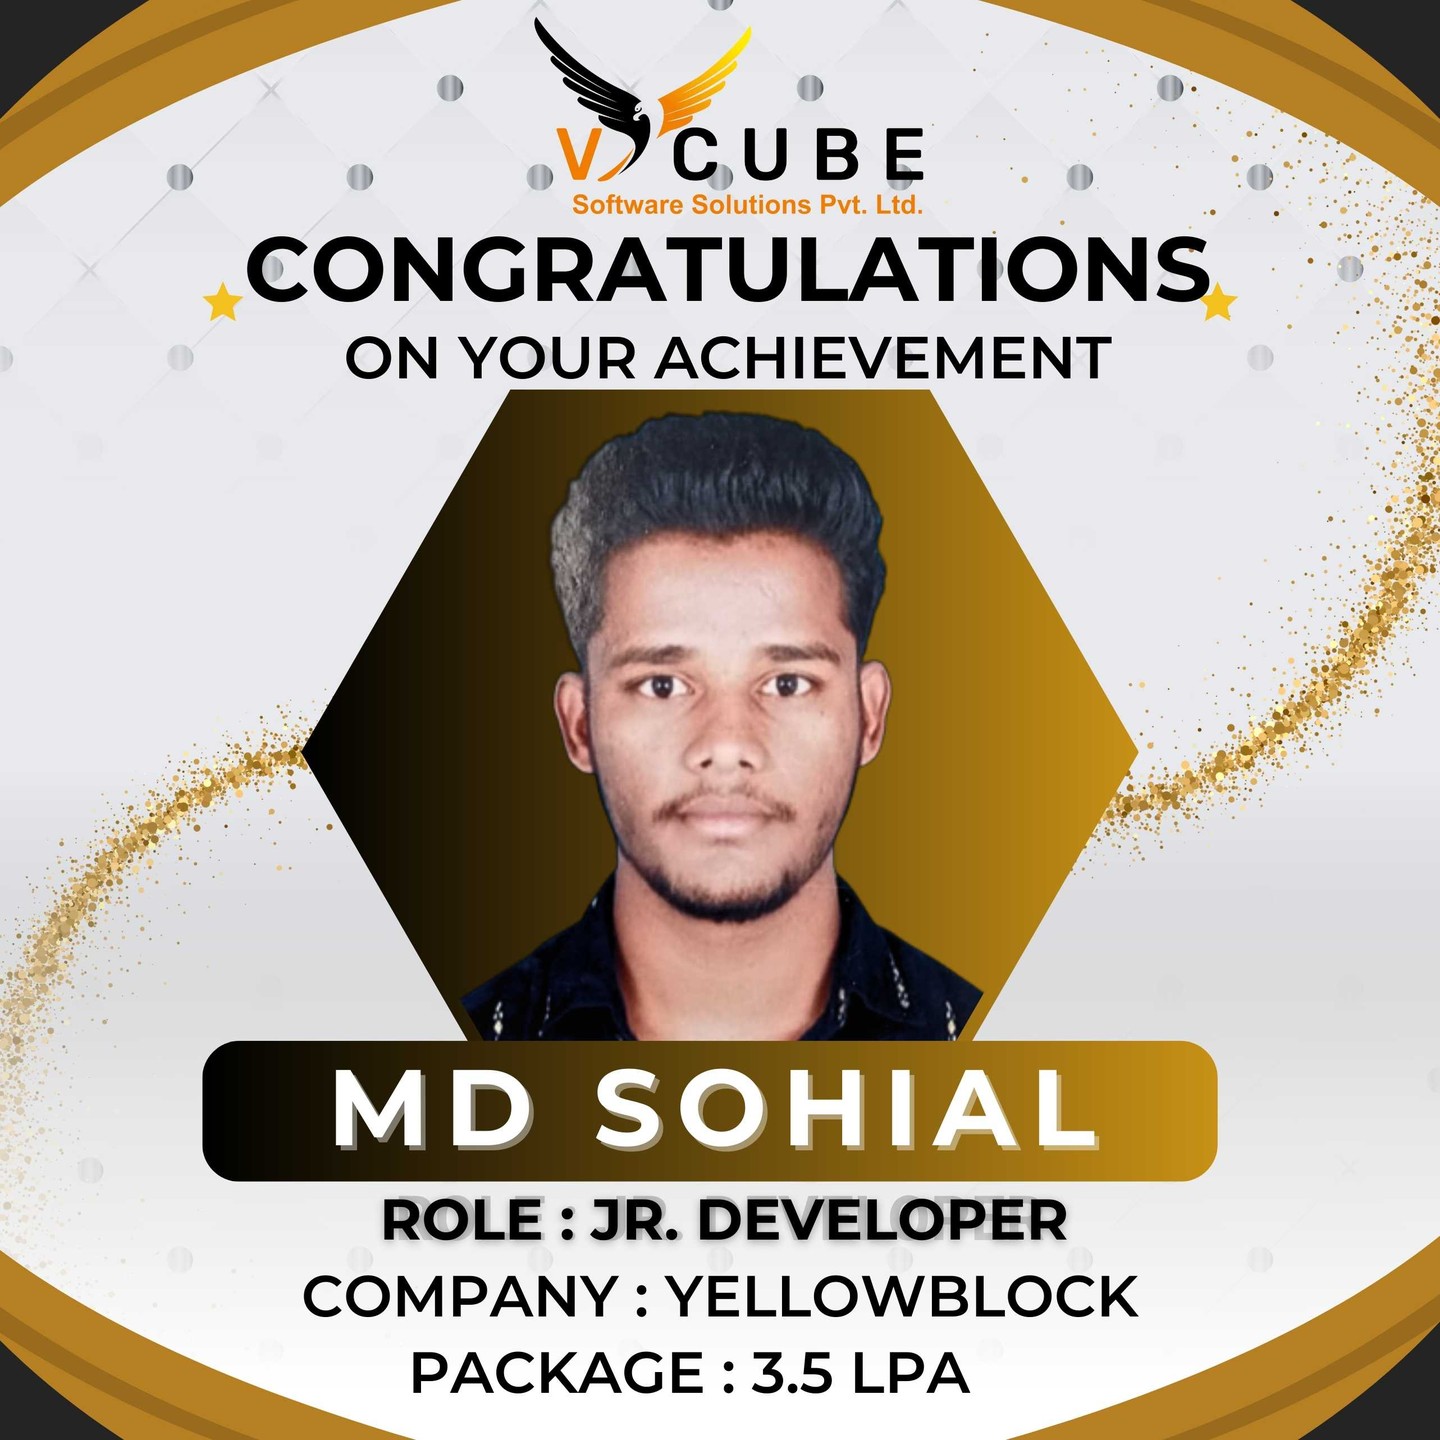 V CUBE
Software Solutions Pvt. Ltd.
CONGRATULATIONS
ON YOUR ACHIEVEMENT
MD SOHIAL
ROLE : JR. DEVELOPER
COMPANY : YELLOWBLOCK
PACKAGE : 3.5 LPA